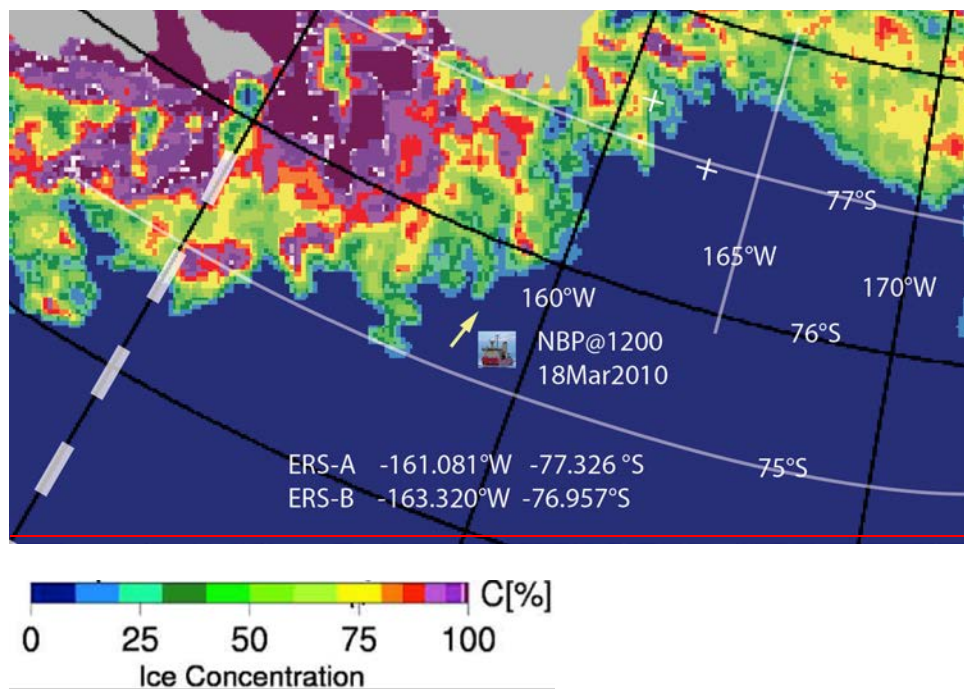 77°S
165°W
170°W
160°W
76°S
NBP@1200
18Mar2010
75°S
ERS-A -161.081°W -77.326 °S
ERS-B -163.320°W -76.957°S
C[%]
0 25 50 75 100
Ice Concentration